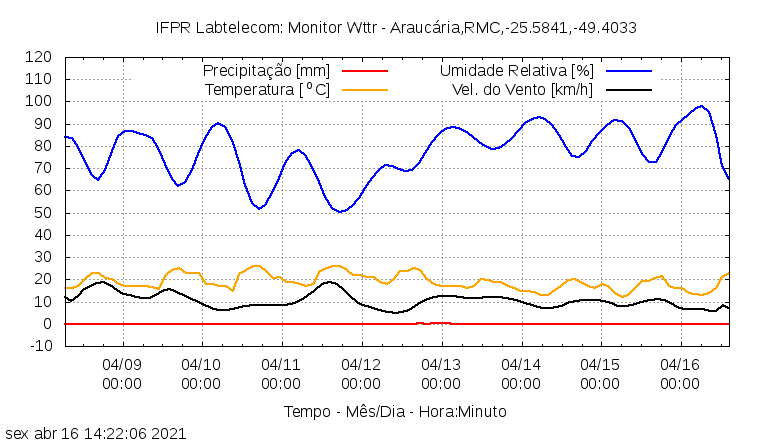 IFPR Labtelecom: Monitor Wttr - Araucária,RMC,-25.5841,-49.4033
Precipitação [mm]
Temperatura [⁰C]
Umidade Relativa [%]
Vel. do Vento [km/h]
120
110
100
90
80
70
60
50
40
30
20
10
0
-10
04/09 04/10 04/11 04/12 04/13 04/14 04/15 04/16
00:00 00:00 00:00 00:00 00:00 00:00 00:00 00:00
Tempo - Mês/Dia - Hora:Minuto
sex abr 16 14:22:06 2021